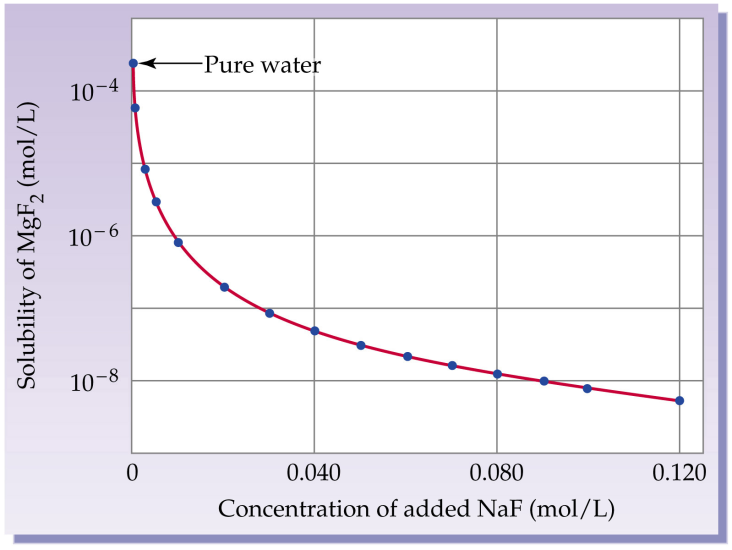 Pure water
10⁻⁴
10⁻⁶
10⁻⁸
Solubility of MgF₂ (mol/L)
0 0.040 0.080 0.120
Concentration of added NaF (mol/L)